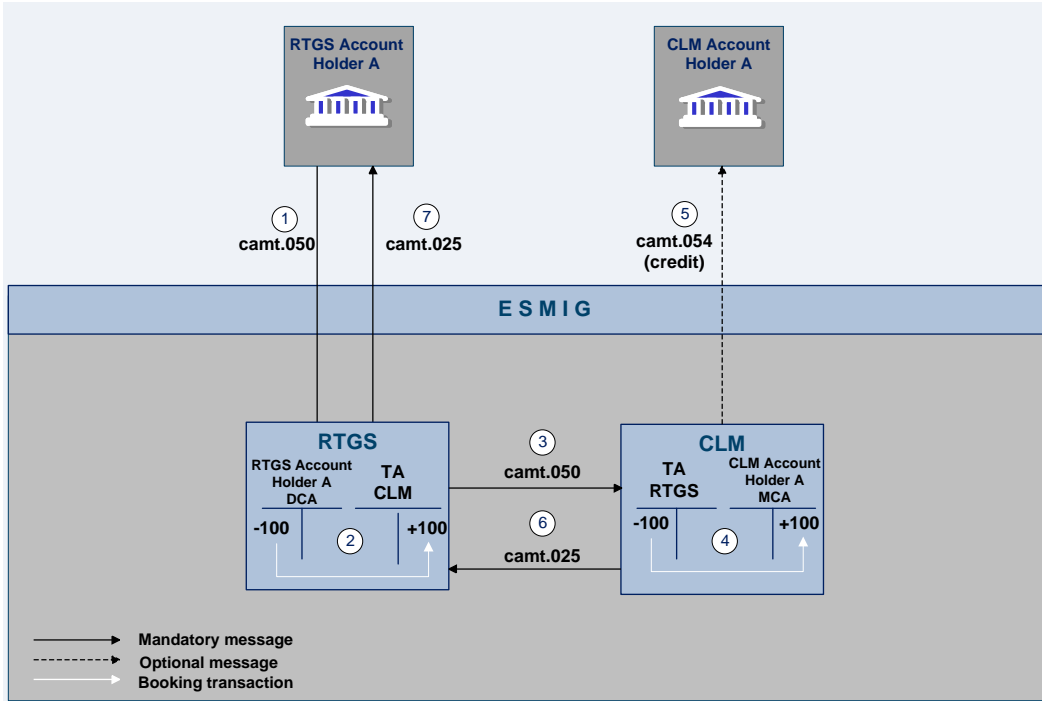 RTGS Account
Holder A
CLM Account
Holder A
1
camt.050
7
camt.025
5
camt.054
(credit)
E S M I G
RTGS
RTGS Account
Holder A
DCA
TA
CLM
-100
+100
2
3
camt.050
6
camt.025
CLM
TA
RTGS
CLM Account
Holder A
MCA
-100
+100
4
Mandatory message
Optional message
Booking transaction